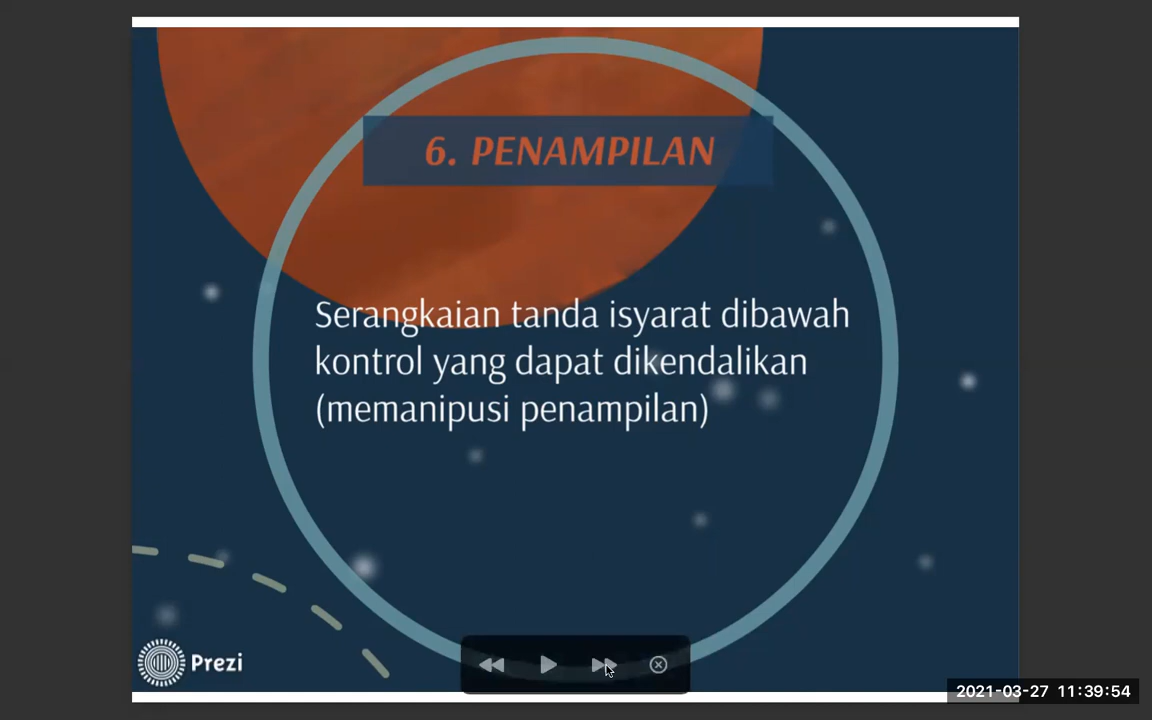 6. PENAMPILAN
Serangkaian tanda isyarat dibawah
kontrol yang dapat dikendalikan
(memanipusi penampilan)
Prezi
2021-03-27 11:39:54